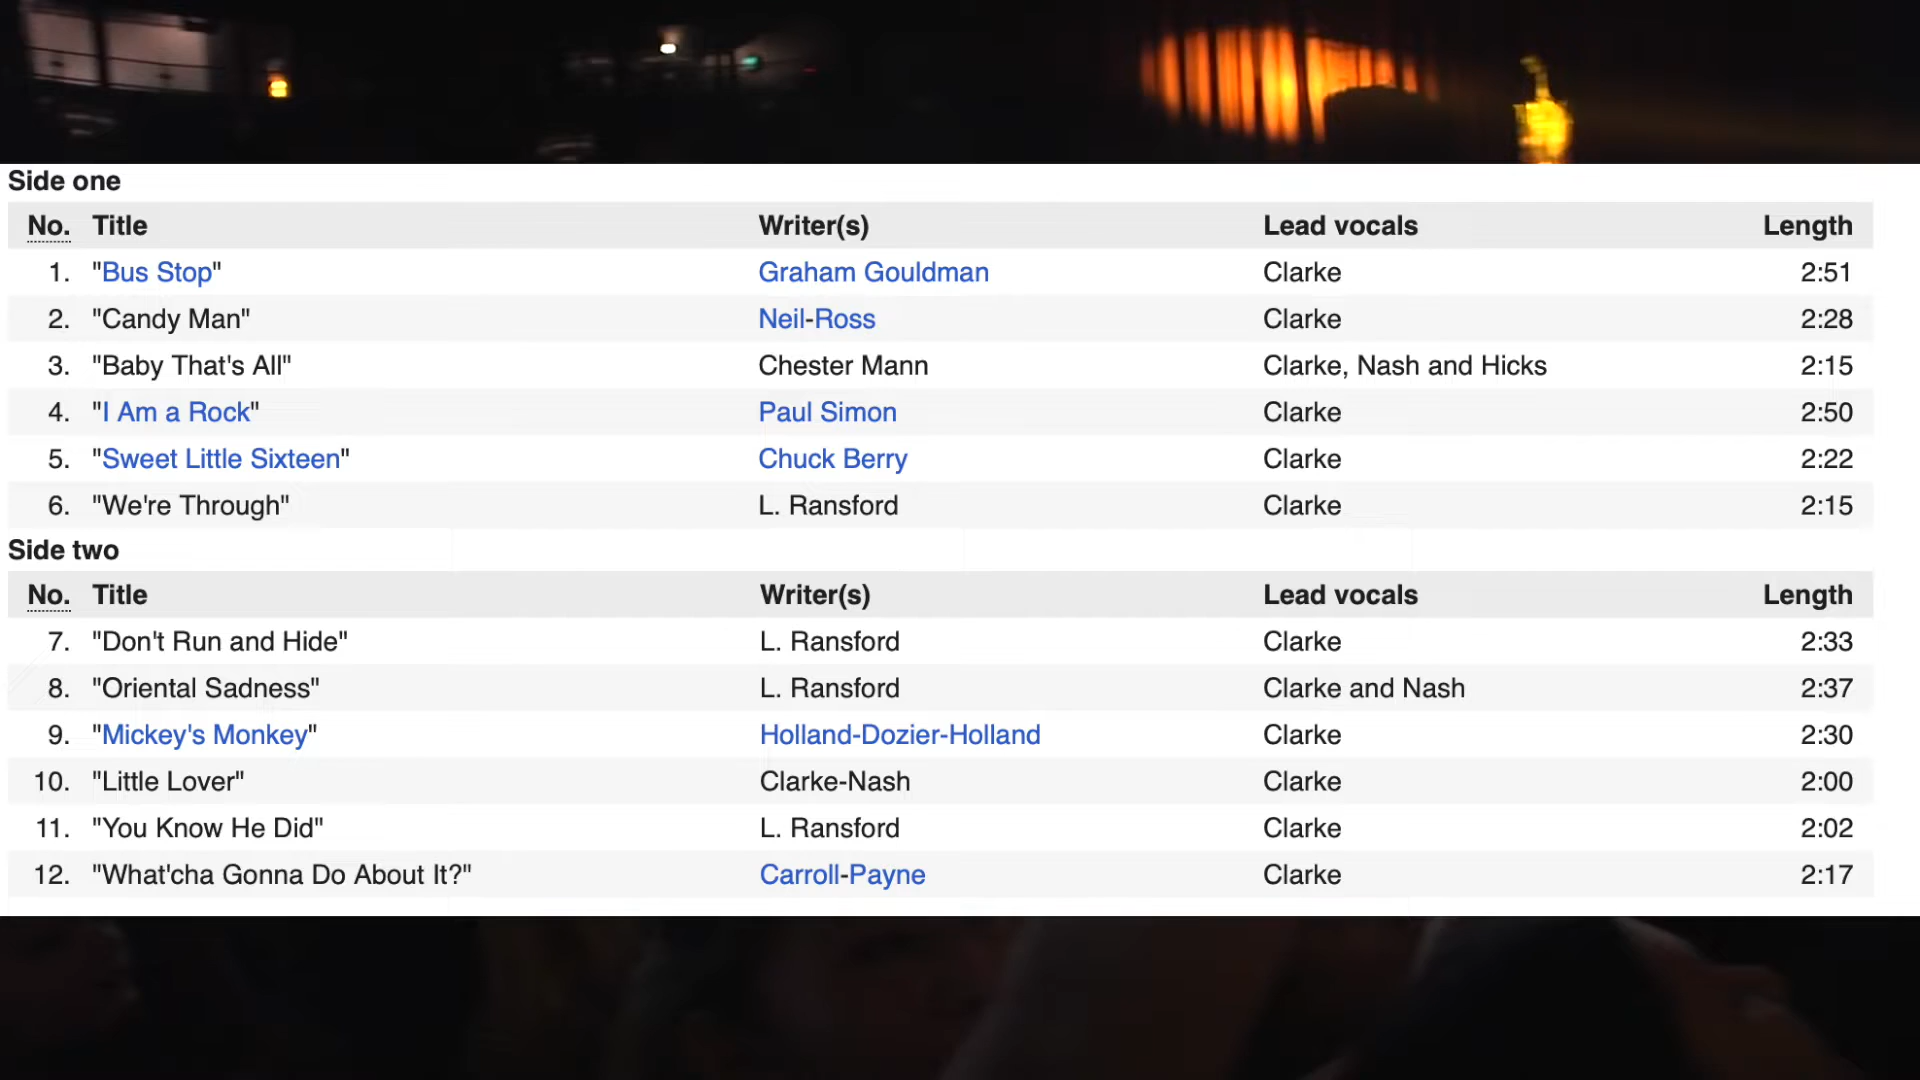 Side one
No. Title Writer(s) Lead vocals Length
1. "Bus Stop" Graham Gouldman Clarke 2:51
2. "Candy Man" Neil-Ross Clarke 2:28
3. "Baby That's All" Chester Mann Clarke, Nash and Hicks 2:15
4. "I Am a Rock" Paul Simon Clarke 2:50
5. "Sweet Little Sixteen" Chuck Berry Clarke 2:22
6. "We're Through" L. Ransford Clarke 2:15
Side two
No. Title Writer(s) Lead vocals Length
7. "Don't Run and Hide" L. Ransford Clarke 2:33
8. "Oriental Sadness" L. Ransford Clarke and Nash 2:37
9. "Mickey's Monkey" Holland-Dozier-Holland Clarke 2:30
10. "Little Lover" Clarke-Nash Clarke 2:00
11. "You Know He Did" L. Ransford Clarke 2:02
12. "What'cha Gonna Do About It?" Carroll-Payne Clarke 2:17